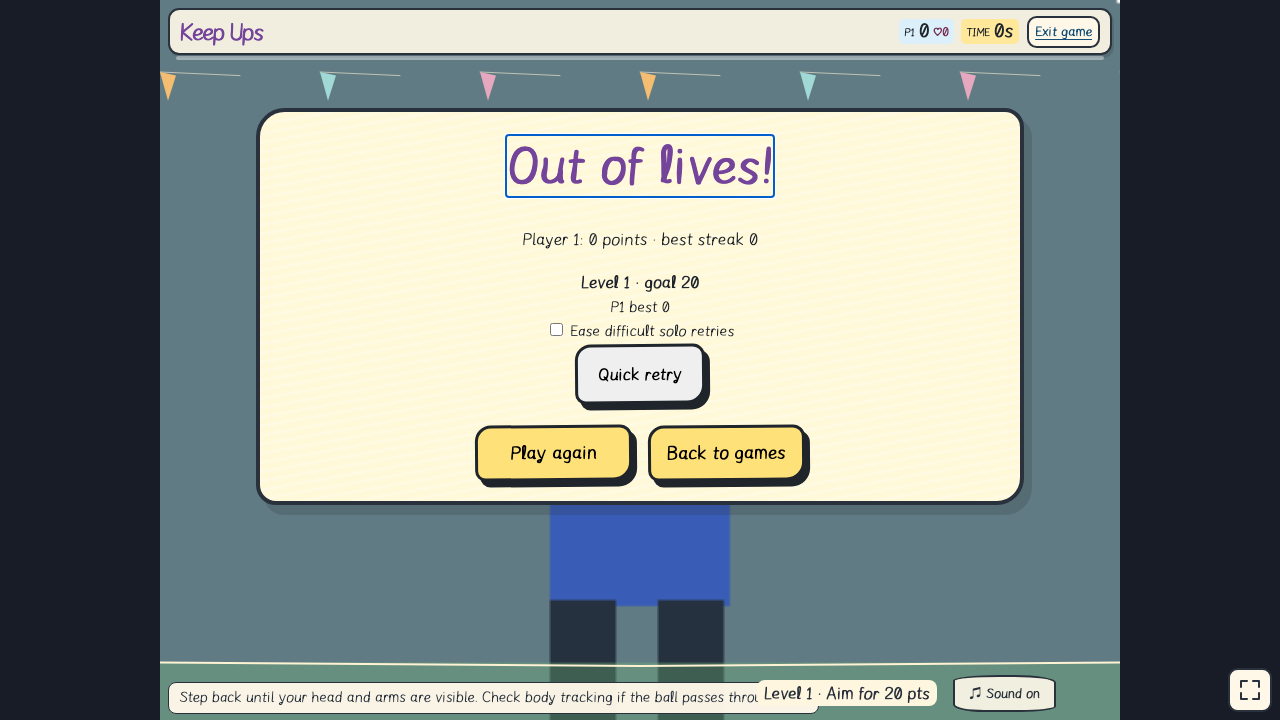 Keep Ups
P1 0 ♡0
TIME 0s
Exit game
Out of lives!
Player 1: 0 points · best streak 0
Level 1 · goal 20
P1 best 0
Ease difficult solo retries
Quick retry
Play again
Back to games
Step back until your head and arms are visible. Check body tracking if the ball passes
Level 1 · Aim for 20 pts
♫ Sound on